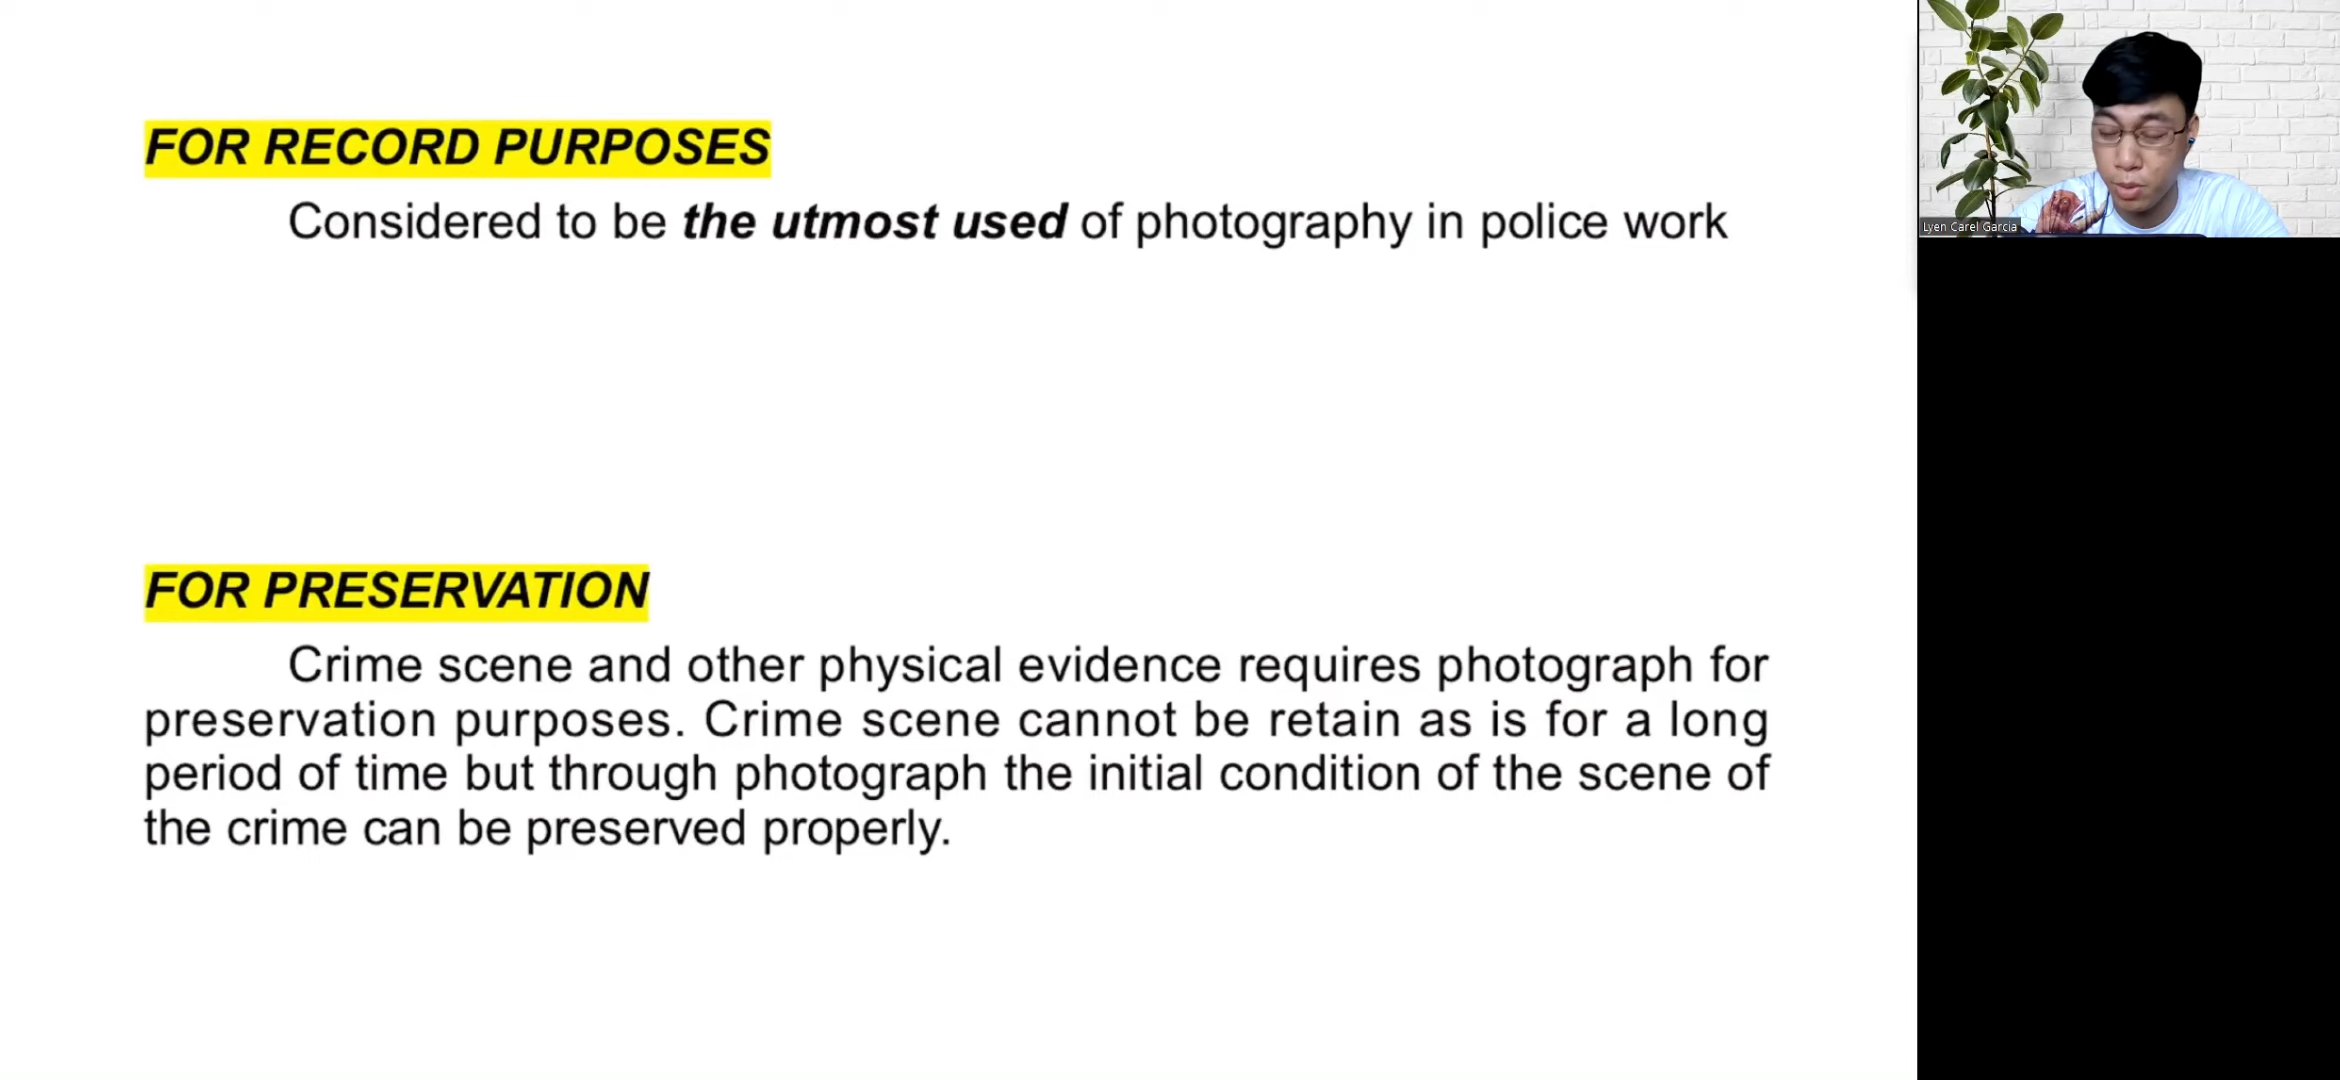 FOR RECORD PURPOSES
Considered to be the utmost used of photography in police work
FOR PRESERVATION
Crime scene and other physical evidence requires photograph for
preservation purposes. Crime scene cannot be retain as is for a long
period of time but through photograph the initial condition of the scene of
the crime can be preserved properly.
Lyen Carel Garcia